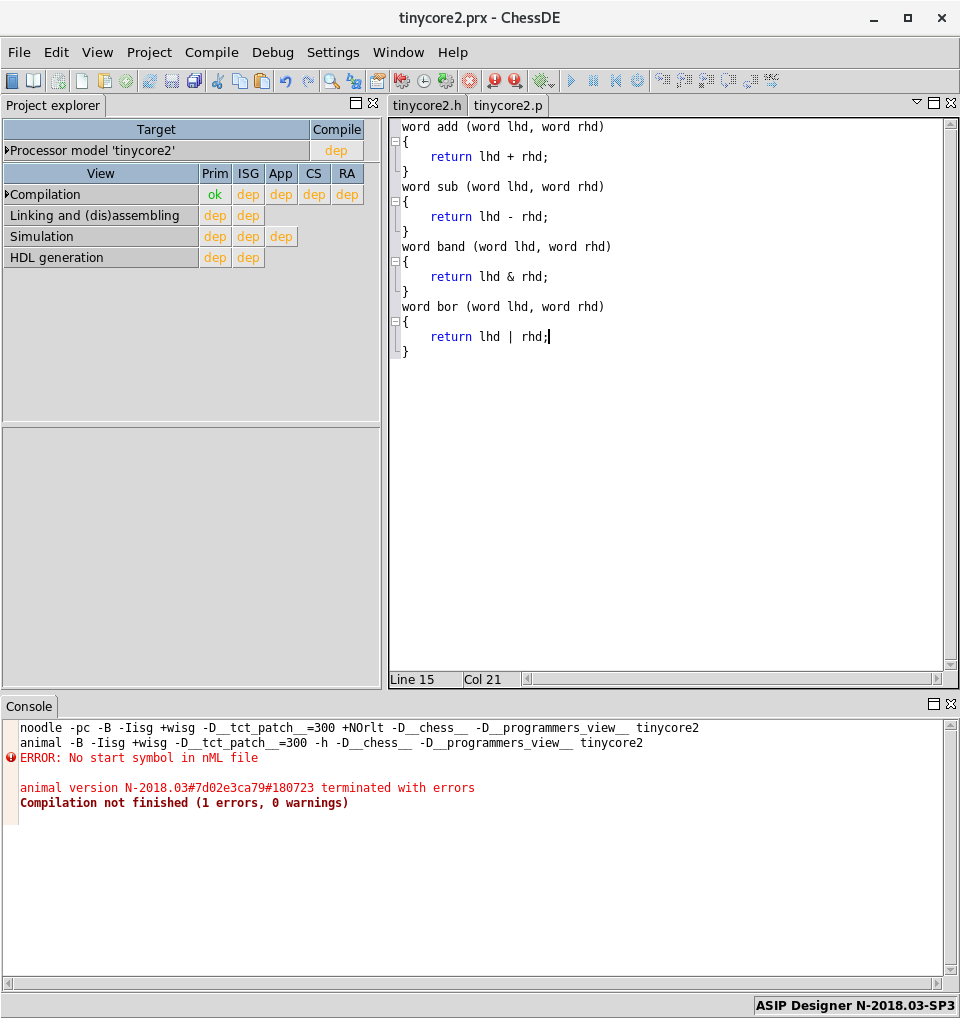 tinycore2.prx - ChessDE
File Edit View Project Compile Debug Settings Window Help
Project explorer
Target Compile
Processor model 'tinycore2' dep
View Prim ISG App CS RA
Compilation ok dep dep dep dep
Linking and (dis)assembling dep dep
Simulation dep dep dep
HDL generation dep dep
tinycore2.h tinycore2.p
word add (word lhd, word rhd)
{
return lhd + rhd;
}
word sub (word lhd, word rhd)
{
return lhd - rhd;
}
word band (word lhd, word rhd)
{
return lhd & rhd;
}
word bor (word lhd, word rhd)
{
return lhd | rhd;
}
Line 15 Col 21
Console
noodle -pc -B -Iisg +wisg -D__tct_patch__=300 +NOrlt -D__chess__ -D__programmers_view__ tinycore2
animal -B -Iisg +wisg -D__tct_patch__=300 -h -D__chess__ -D__programmers_view__ tinycore2
ERROR: No start symbol in nML file
animal version N-2018.03#7d02e3ca79#180723 terminated with errors
Compilation not finished (1 errors, 0 warnings)
ASIP Designer N-2018.03-SP3